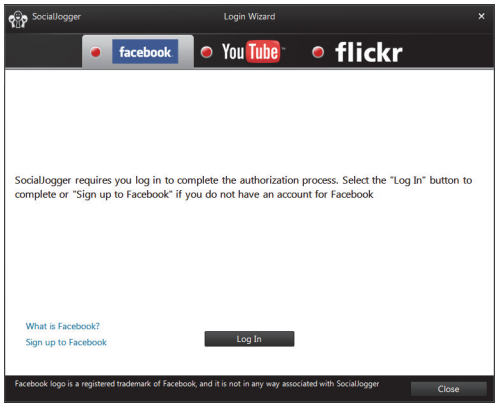 SocialJogger
Login Wizard
facebook
YouTube™
flickr
SocialJogger requires you log in to complete the authorization process. Select the "Log In" button to
complete or "Sign up to Facebook" if you do not have an account for Facebook
What is Facebook?
Sign up to Facebook
Log In
Facebook logo is a registered trademark of Facebook, and it is not in any way associated with SocialJogger
Close